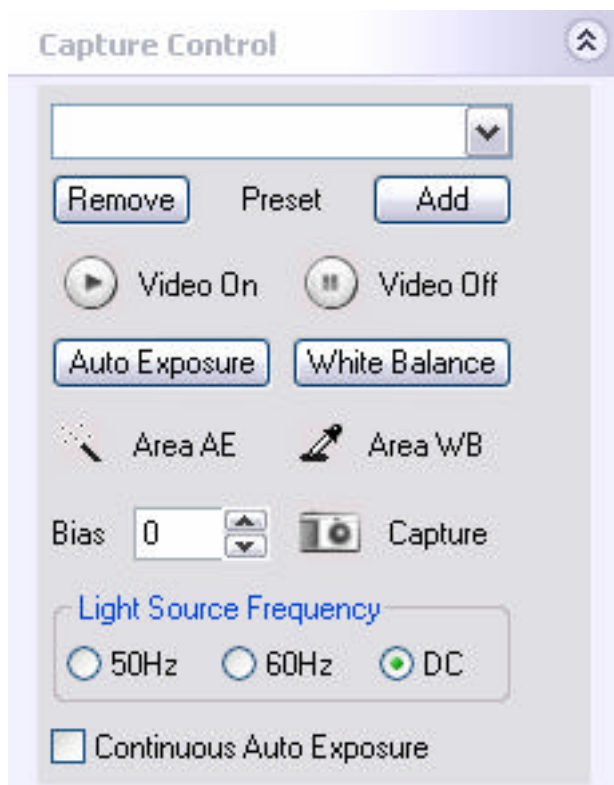 Capture Control
Remove Preset Add
Video On Video Off
Auto Exposure White Balance
Area AE Area WB
Bias 0 Capture
Light Source Frequency
50Hz 60Hz DC
Continuous Auto Exposure